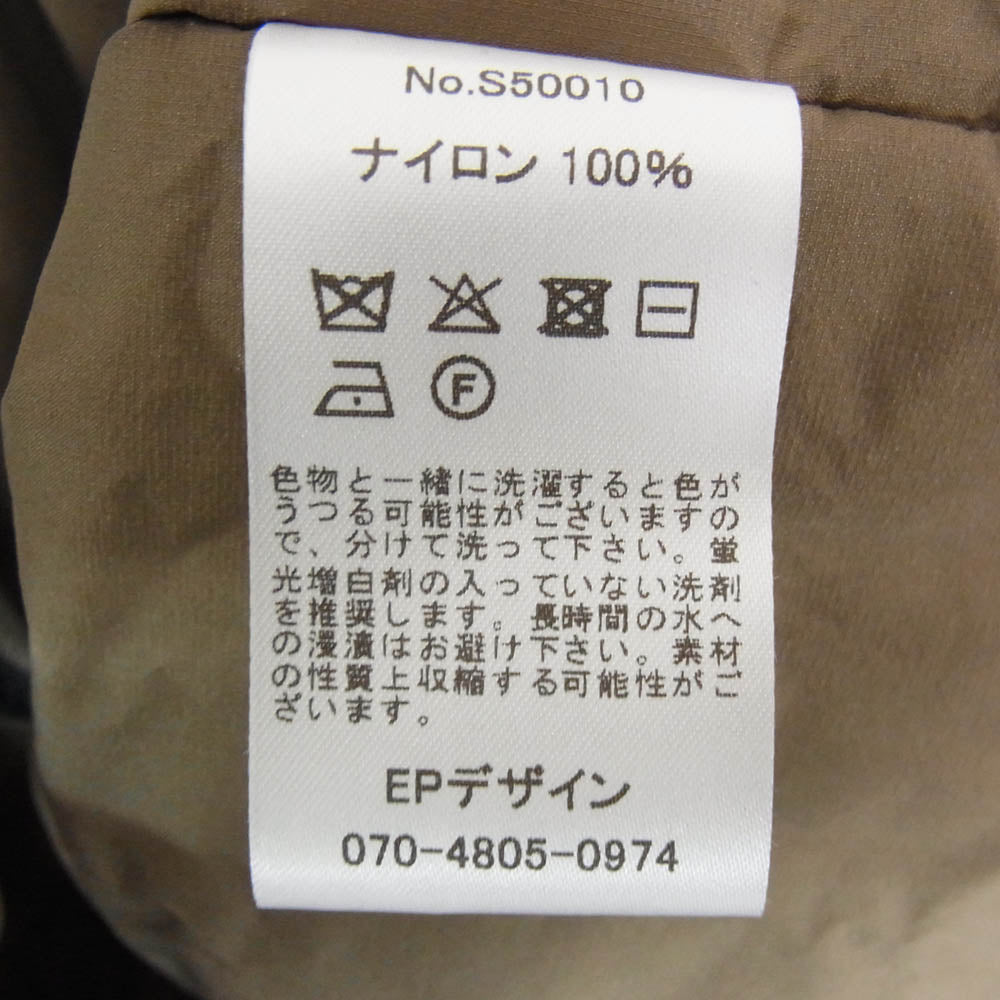 No.S50010
ナイロン 100%
F
色物と一緒に洗濯すると色が
うつる可能性がございますの
で、分けて洗って下さい。蛍
光増白剤の入っていない洗剤
を推奨します。長時間の水へ
の浸漬はお避け下さい。素材
の性質上収縮する可能性がご
ざいます。
EPデザイン
070-4805-0974